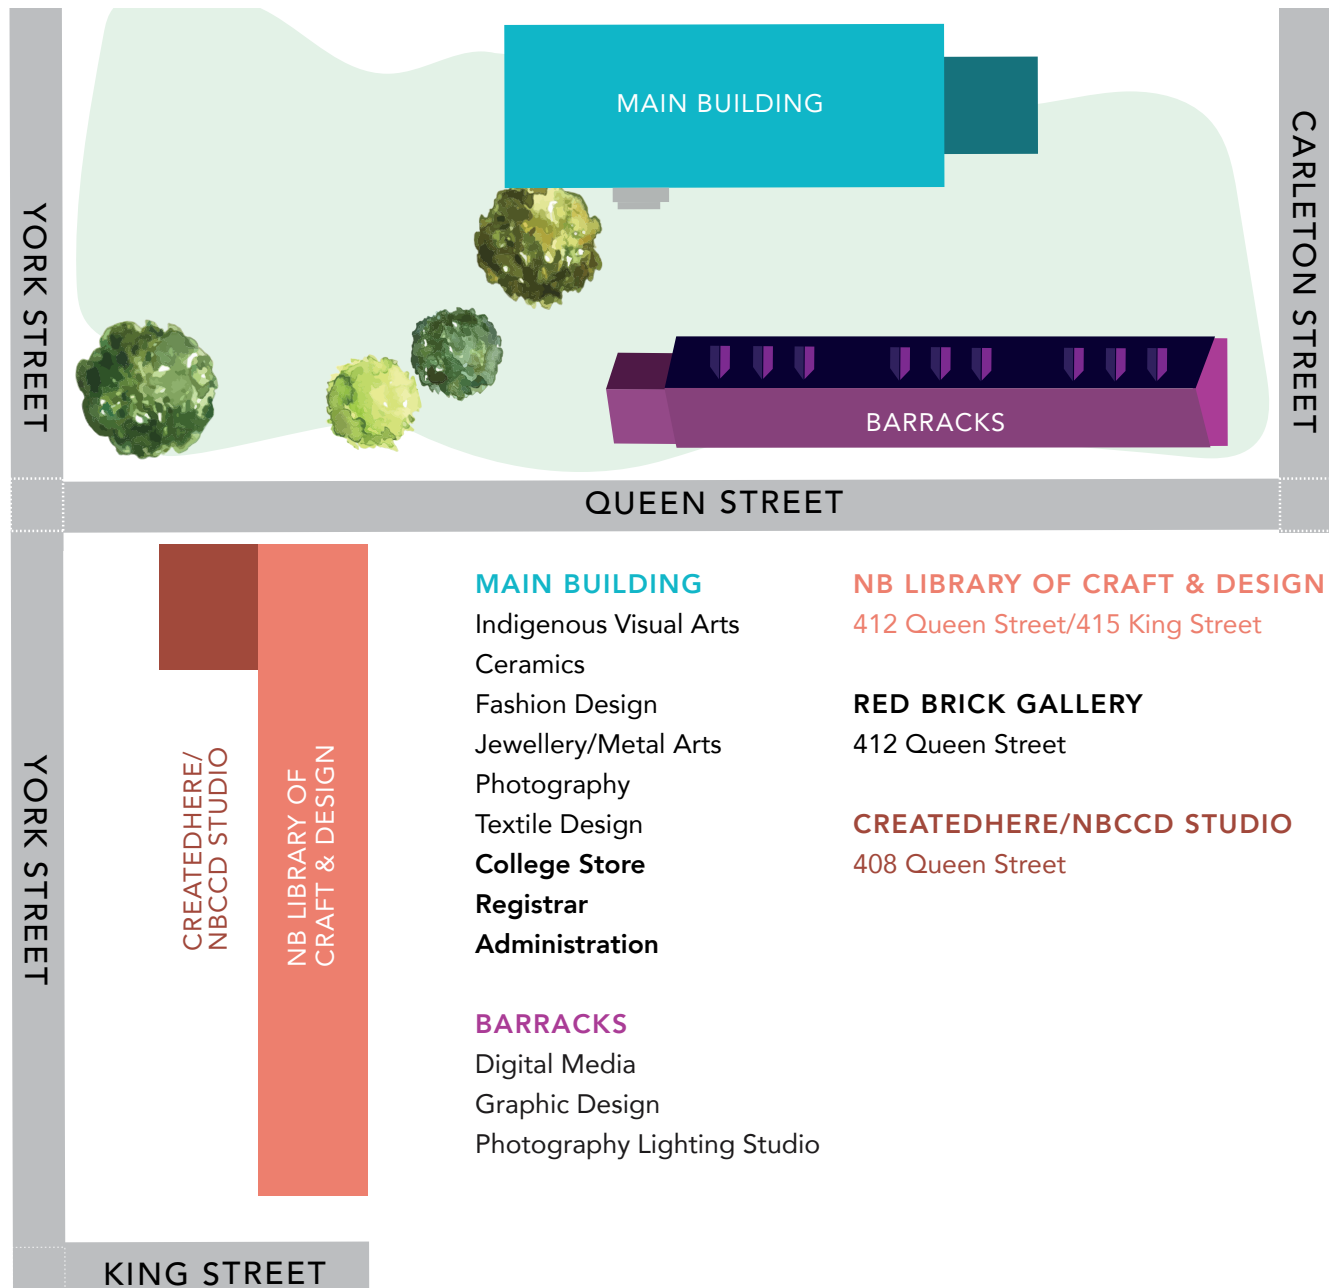 MAIN BUILDING
CARLETON STREET
YORK STREET
BARRACKS
QUEEN STREET
MAIN BUILDING
Indigenous Visual Arts
Ceramics
Fashion Design
Jewellery/Metal Arts
Photography
Textile Design
College Store
Registrar
Administration
BARRACKS
Digital Media
Graphic Design
Photography Lighting Studio
NB LIBRARY OF CRAFT & DESIGN
412 Queen Street/415 King Street
RED BRICK GALLERY
412 Queen Street
CREATEDHERE/NBCCD STUDIO
408 Queen Street
YORK STREET
CREATEDHERE/
NBCCD STUDIO
NB LIBRARY OF
CRAFT & DESIGN
KING STREET